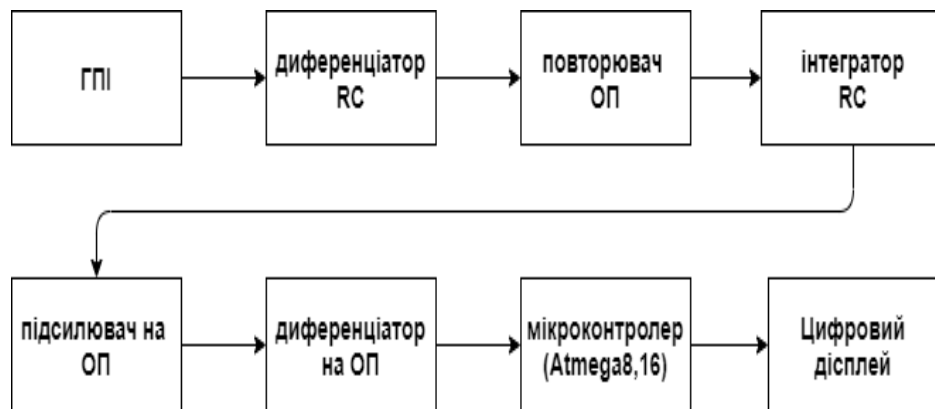 ГПІ
диференціатор
RC
повторювач
ОП
інтегратор
RC
підсилювач на
ОП
диференціатор
на ОП
мікроконтролер
(Atmega8,16)
Цифровий
дісплей